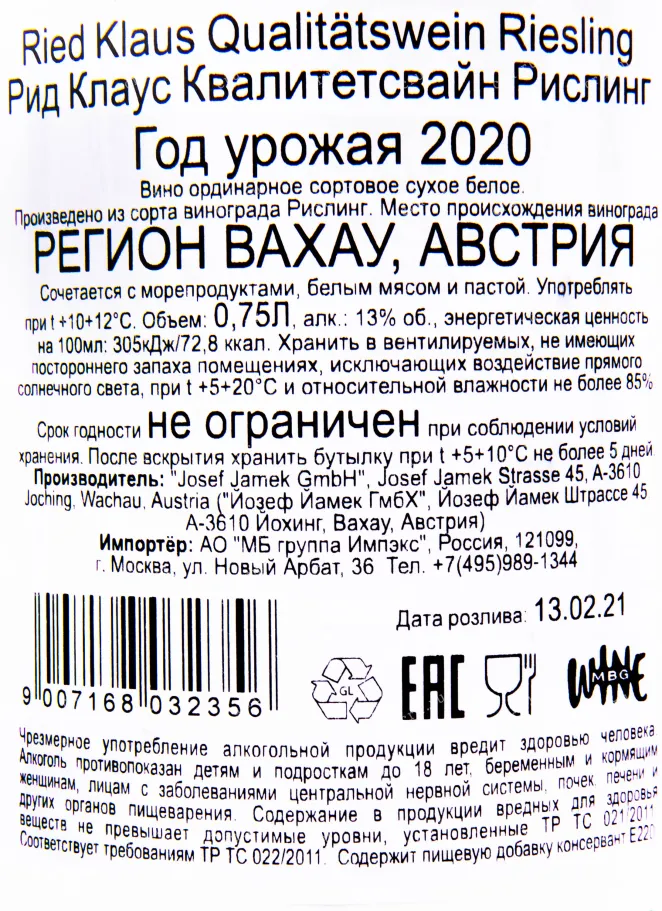 Ried Klaus Qualitätswein Riesling
Рид Клаус Квалитетсвайн Рислинг
Год урожая 2020
Вино ординарное сортовое сухое белое.
Произведено из сорта винограда Рислинг. Место происхождения винограда
РЕГИОН ВАХАУ, АВСТРИЯ
Сочетается с морепродуктами, белым мясом и пастой. Употреблять
при t +10+12°C. Объем: 0,75Л, алк.: 13% об., энергетическая ценность
на 100мл: 305кДж/72,8 ккал. Хранить в вентилируемых, не имеющих
постороннего запаха помещениях, исключающих воздействие прямого
солнечного света, при t +5+20°C и относительной влажности не более 85%
Срок годности не ограничен при соблюдении условий
хранения. После вскрытия хранить бутылку при t +5+10°C не более 5 дней
Производитель: "Josef Jamek GmbH", Josef Jamek Strasse 45, A-3610
Joching, Wachau, Austria ("Йозеф Йамек ГмбХ", Йозеф Йамек Штрассе 45
А-3610 Йохинг, Вахау, Австрия)
Импортёр: АО "МБ группа Импэкс", Россия, 121099,
г. Москва, ул. Новый Арбат, 36 Тел. +7(495)989-1344
Дата розлива: 13.02.21
GL
EAC
WINE
MBG
9 007168 032356
Чрезмерное употребление алкогольной продукции вредит здоровью человека.
Алкоголь противопоказан детям и подросткам до 18 лет, беременным и кормящим
женщинам, лицам с заболеваниями центральной нервной системы, почек, печени и
других органов пищеварения. Содержание в продукции вредных для здоровья
веществ не превышает допустимые уровни, установленные ТР ТС 021/2011
Соответствует требованиям ТР ТС 022/2011. Содержит пищевую добавку консервант Е220